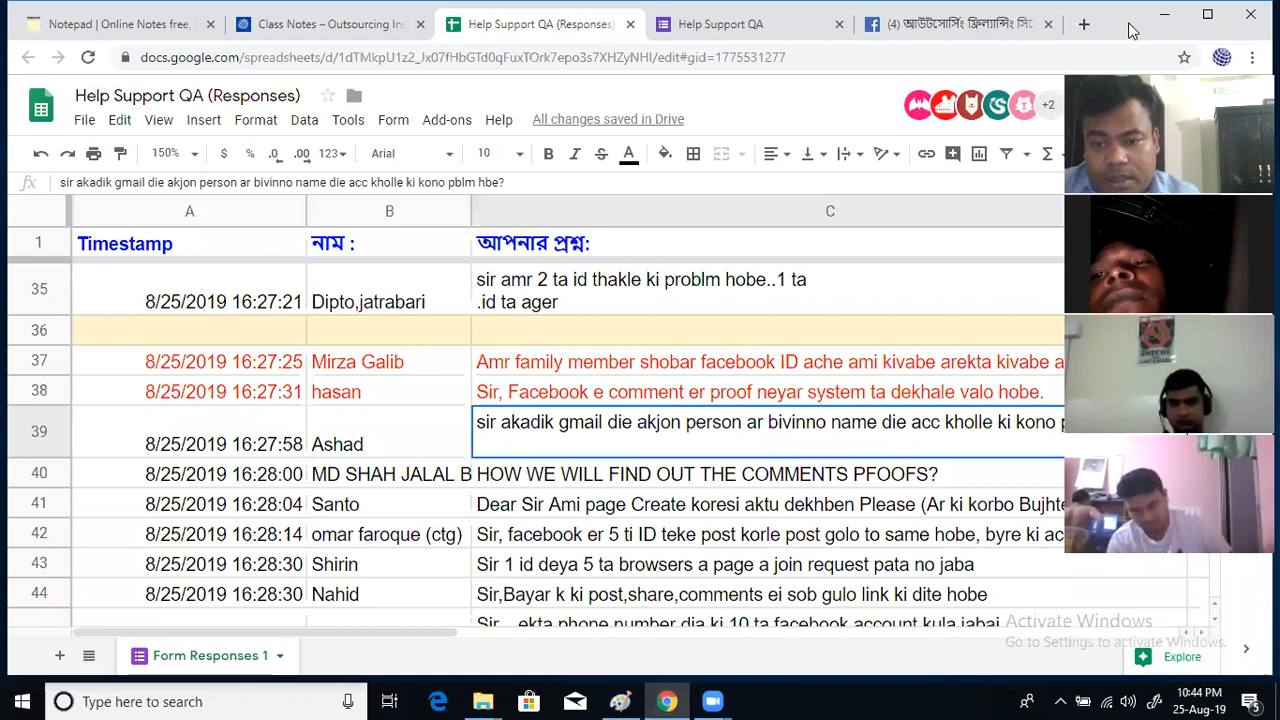 Notepad | Online Notes free,
Class Notes – Outsourcing In
Help Support QA (Responses)
Help Support QA
(4) আউটসোর্সিং ফ্রিল্যান্সিং সি
docs.google.com/spreadsheets/d/1dTMkpU1z2_Jx07fHbGTd0qFuxTOrk7epo3s7XHZyNHI/edit#gid=1775531277
Help Support QA (Responses)
+2
File Edit View Insert Format Data Tools Form Add-ons Help All changes saved in Drive
150% $ % .0 .00 123 Arial 10 B I S A Σ
fx sir akadik gmail die akjon person ar bivinno name die acc kholle ki kono pblm hbe?
A B C
1 Timestamp নাম : আপনার প্রশ্ন:
sir amr 2 ta id thakle ki problm hobe..1 ta
35 8/25/2019 16:27:21 Dipto,jatrabari .id ta ager
36
37 8/25/2019 16:27:25 Mirza Galib Amr family member shobar facebook ID ache ami kivabe arekta kivabe a
38 8/25/2019 16:27:31 hasan Sir, Facebook e comment er proof neyar system ta dekhale valo hobe.
sir akadik gmail die akjon person ar bivinno name die acc kholle ki kono p
39 8/25/2019 16:27:58 Ashad
40 8/25/2019 16:28:00 MD SHAH JALAL B HOW WE WILL FIND OUT THE COMMENTS PFOOFS?
41 8/25/2019 16:28:04 Santo Dear Sir Ami page Create koresi aktu dekhben Please (Ar ki korbo Bujhte
42 8/25/2019 16:28:14 omar faroque (ctg) Sir, facebook er 5 ti ID teke post korle post golo to same hobe, byre ki ac
43 8/25/2019 16:28:30 Shirin Sir 1 id deya 5 ta browsers a page a join request pata no jaba
44 8/25/2019 16:28:30 Nahid Sir,Bayar k ki post,share,comments ei sob gulo link ki dite hobe
Sir... ekta phone number dia ki 10 ta facebook account kula jabai
Activate Windows
Go to Settings to activate Windows.
Form Responses 1
Explore
Type here to search
10:44 PM
25-Aug-19
5